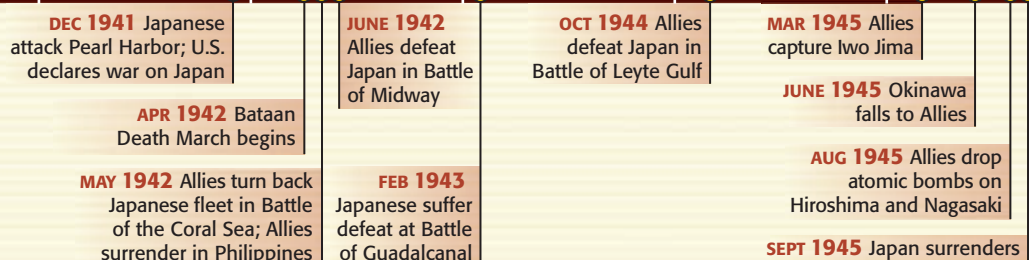 DEC 1941 Japanese
attack Pearl Harbor; U.S.
declares war on Japan
APR 1942 Bataan
Death March begins
MAY 1942 Allies turn back
Japanese fleet in Battle
of the Coral Sea; Allies
surrender in Philippines
JUNE 1942
Allies defeat
Japan in Battle
of Midway
FEB 1943
Japanese suffer
defeat at Battle
of Guadalcanal
OCT 1944 Allies
defeat Japan in
Battle of Leyte Gulf
MAR 1945 Allies
capture Iwo Jima
JUNE 1945 Okinawa
falls to Allies
AUG 1945 Allies drop
atomic bombs on
Hiroshima and Nagasaki
SEPT 1945 Japan surrenders